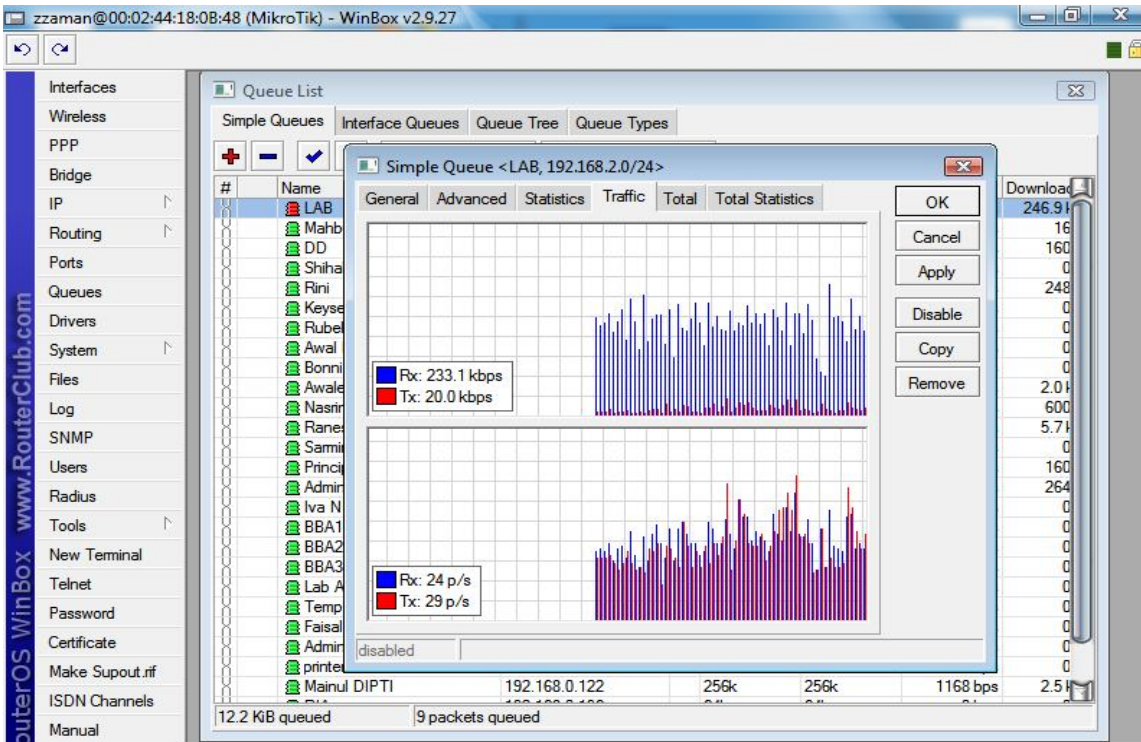 zzaman@00:02:44:18:0B:48 (MikroTik) - WinBox v2.9.27
Interfaces
Wireless
PPP
Bridge
IP
Routing
Ports
Queues
Drivers
System
Files
Log
SNMP
Users
Radius
Tools
New Terminal
Telnet
Password
Certificate
Make Supout.rif
ISDN Channels
Manual
RouterOS WinBox www.RouterClub.com
Queue List
Simple Queues Interface Queues Queue Tree Queue Types
# Name Download
LAB 246.9 k
Mahb 16
DD 160
Shiha 0
Rini 248
Keyse 0
Rubel 0
Awal 0
Bonni 0
Awale 2.0 k
Nasrin 600
Ranes 5.7 k
Sarmin 0
Princip 160
Admin 264
Iva N 0
BBA1 0
BBA2 0
BBA3 0
Lab A 0
Temp 0
Faisal 0
Admin 0
printer 0
Mainul DIPTI 192.168.0.122 256k 256k 1168 bps 2.5 k
12.2 KiB queued 9 packets queued
Simple Queue <LAB, 192.168.2.0/24>
General Advanced Statistics Traffic Total Total Statistics
Rx: 233.1 kbps
Tx: 20.0 kbps
Rx: 24 p/s
Tx: 29 p/s
disabled
OK
Cancel
Apply
Disable
Copy
Remove